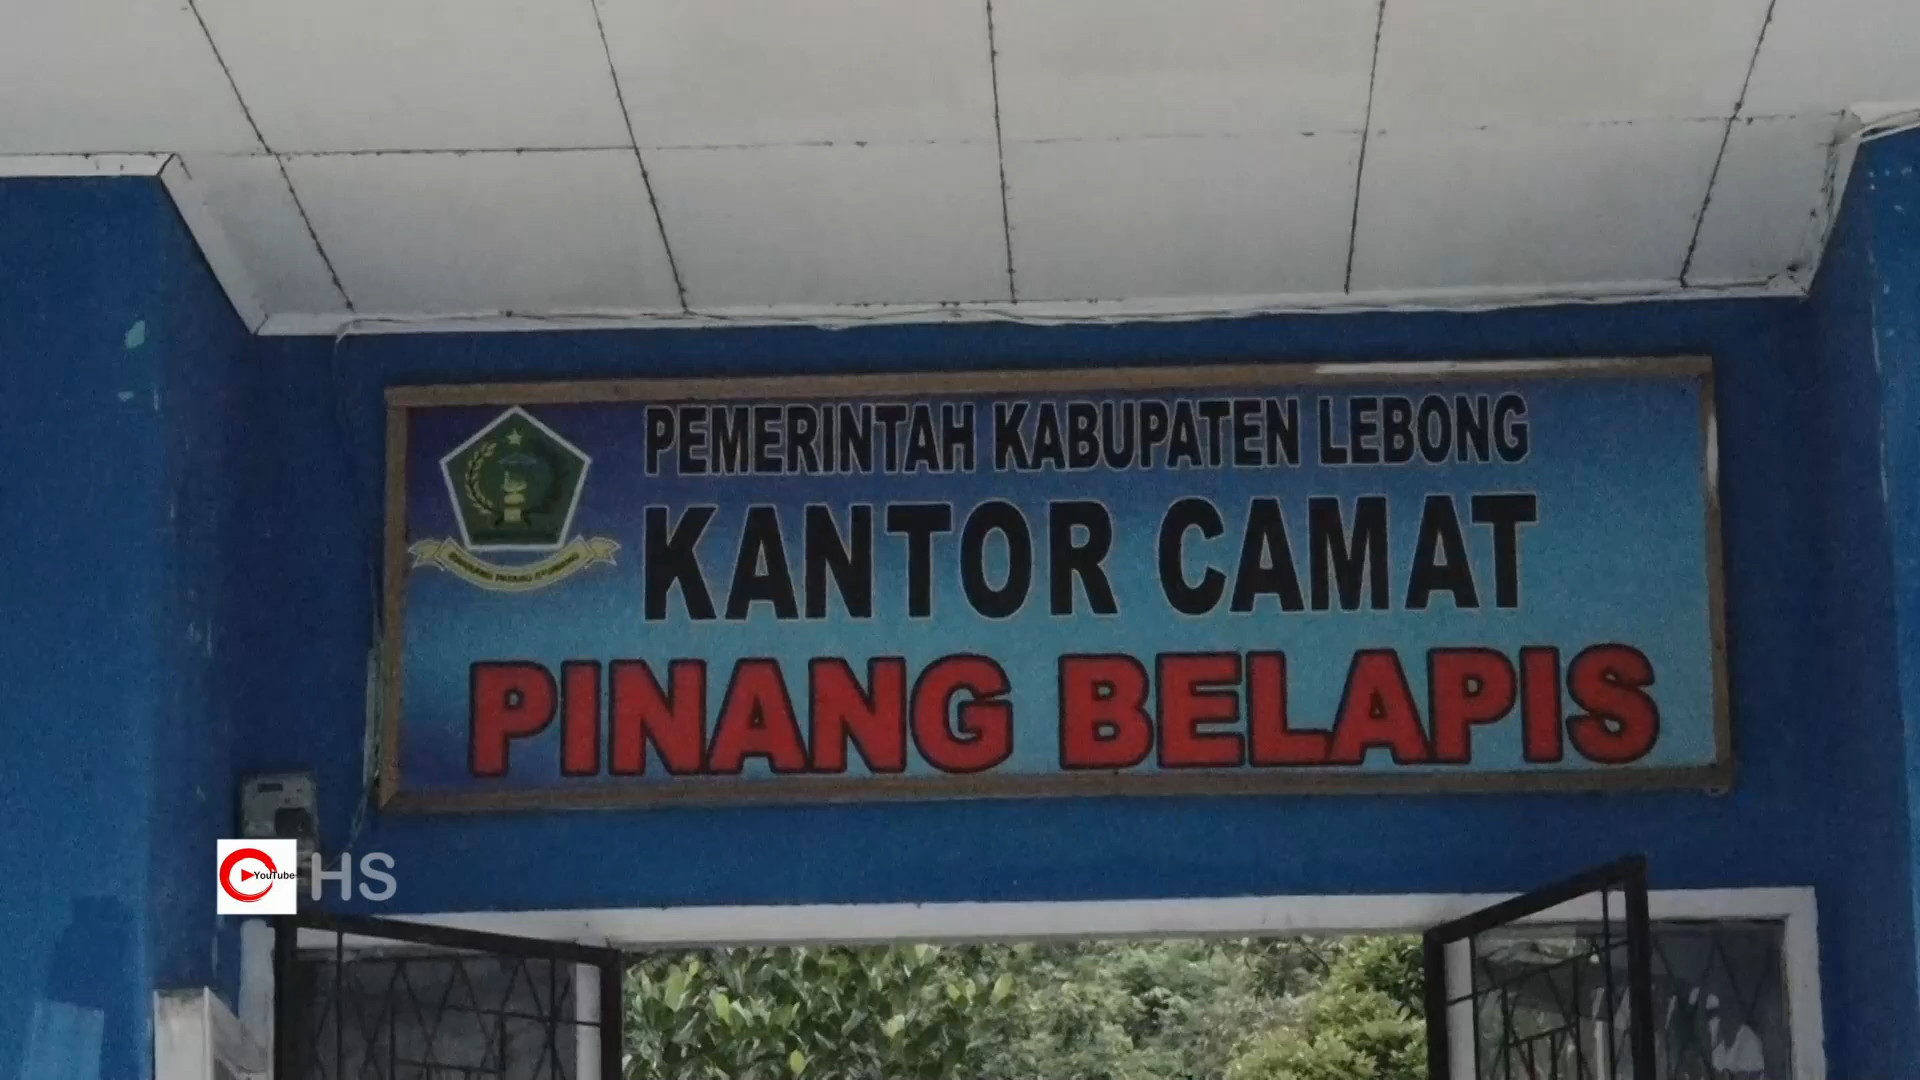 PEMERINTAH KABUPATEN LEBONG
KANTOR CAMAT
PINANG BELAPIS
YouTube HS